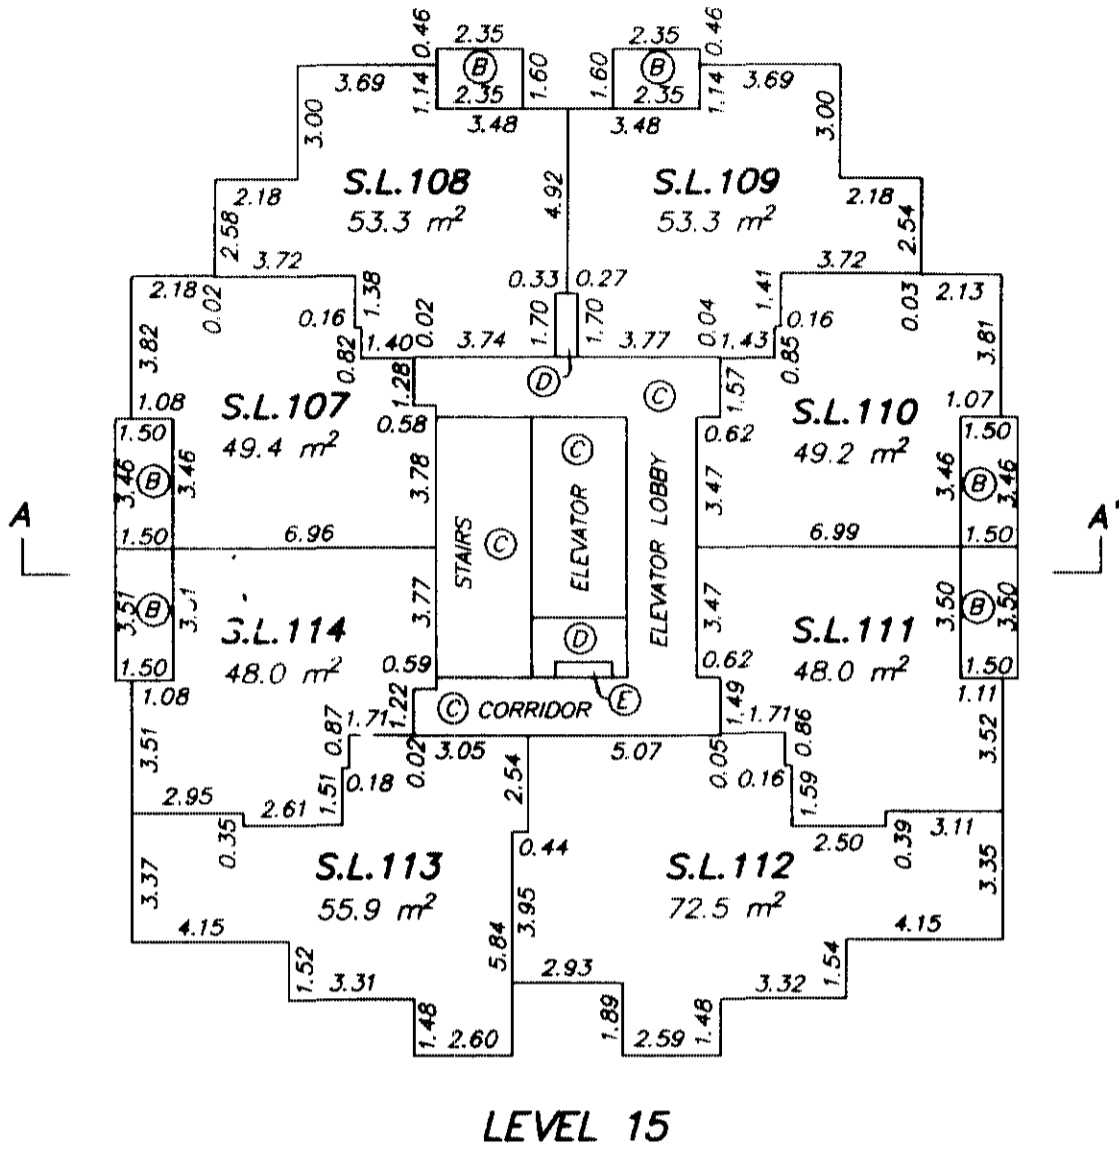 0.46 2.35 2.35 0.46
B B
3.69 1.14 2.35 1.60 1.60 2.35 1.14 3.69
3.00 3.48 3.48 3.00
S.L.108 S.L.109
53.3 m² 4.92 53.3 m²
2.18 2.18
2.58 2.54
3.72 3.72
2.18 0.02 1.38 0.33 0.27 1.41 0.03 2.13
0.16 0.02 1.70 1.70 0.04 0.16
3.82 0.82 1.40 3.74 3.77 1.43 0.85 3.81
1.28 D C 1.57
1.08 S.L.107 S.L.110 1.07
1.50 49.4 m² 0.58 C 0.62 49.2 m² 1.50
3.46 B 3.46 3.78 3.47 3.46 B 3.46
A A'
1.50 6.96 STAIRS C ELEVATOR ELEVATOR LOBBY 6.99 1.50
3.51 B 3.77 3.47 3.50 B 3.50
S.L.114 D S.L.111
1.50 48.0 m² 0.59 0.62 48.0 m² 1.50
1.08 1.22 C CORRIDOR E 1.49 1.11
3.51 0.87 1.71 0.02 3.05 5.07 0.05 1.71 0.86 3.52
0.18 2.54 0.16
2.95 2.61 1.51 1.59 2.50 3.11
0.35 0.44 0.39
S.L.113 S.L.112
3.37 55.9 m² 3.95 72.5 m² 3.35
4.15 5.84 4.15
1.52 3.31 2.93 3.32 1.54
1.48 2.60 1.89 2.59 1.48
LEVEL 15